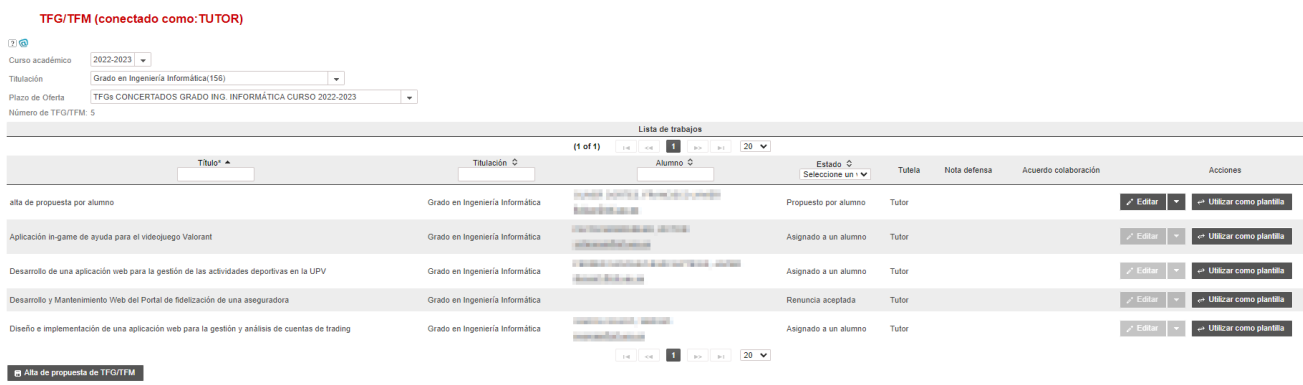 TFG/TFM (conectado como:TUTOR)
?
Curso académico 2022-2023
Titulación Grado en Ingeniería Informática(156)
Plazo de Oferta TFGs CONCERTADOS GRADO ING. INFORMÁTICA CURSO 2022-2023
Número de TFG/TFM: 5
Lista de trabajos
(1 of 1) 1 20
Título* Titulación Alumno Estado Tutela Nota defensa Acuerdo colaboración Acciones
Seleccione un
alta de propuesta por alumno Grado en Ingeniería Informática Propuesto por alumno Tutor Editar Utilizar como plantilla
Aplicación in-game de ayuda para el videojuego Valorant Grado en Ingeniería Informática Asignado a un alumno Tutor Editar Utilizar como plantilla
Desarrollo de una aplicación web para la gestión de las actividades deportivas en la UPV Grado en Ingeniería Informática Asignado a un alumno Tutor Editar Utilizar como plantilla
Desarrollo y Mantenimiento Web del Portal de fidelización de una aseguradora Grado en Ingeniería Informática Renuncia aceptada Tutor Editar Utilizar como plantilla
Diseño e implementación de una aplicación web para la gestión y análisis de cuentas de trading Grado en Ingeniería Informática Asignado a un alumno Tutor Editar Utilizar como plantilla
1 20
Alta de propuesta de TFG/TFM